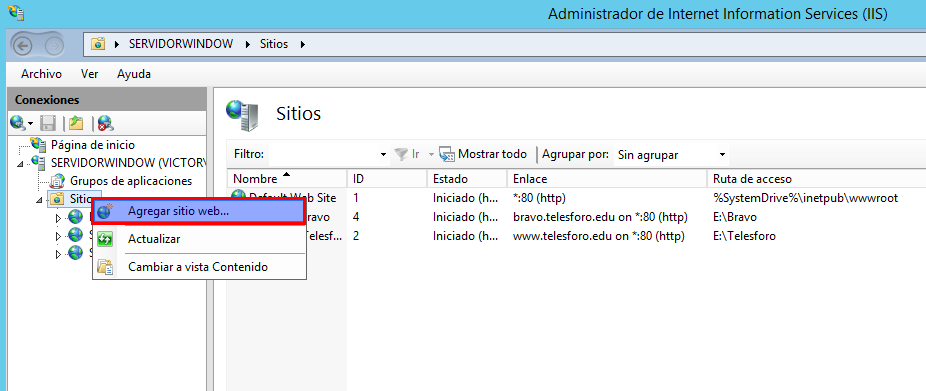 Administrador de Internet Information Services (IIS)
SERVIDORWINDOW Sitios
Archivo Ver Ayuda
Conexiones
Página de inicio
SERVIDORWINDOW (VICTOR
Grupos de aplicaciones
Sitios
Agregar sitio web...
Actualizar
Cambiar a vista Contenido
Sitios
Filtro: Ir Mostrar todo Agrupar por: Sin agrupar
Nombre ID Estado Enlace Ruta de acceso
Default Web Site 1 Iniciado (h... *:80 (http) %SystemDrive%\inetpub\wwwroot
Bravo 4 Iniciado (h... bravo.telesforo.edu on *:80 (http) E:\Bravo
Telesf... 2 Iniciado (h... www.telesforo.edu on *:80 (http) E:\Telesforo